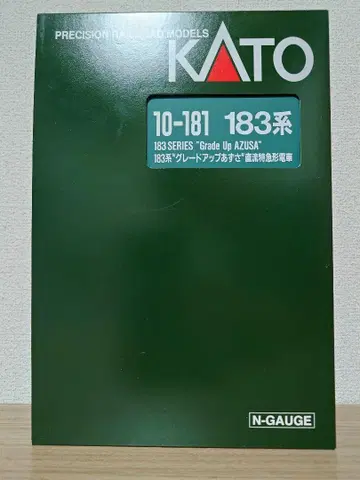 PRECISION RAILROAD MODELS
KATO
10-181 183系
183 SERIES "Grade Up AZUSA"
183系"グレードアップあずさ"直流特急形電車
N-GAUGE